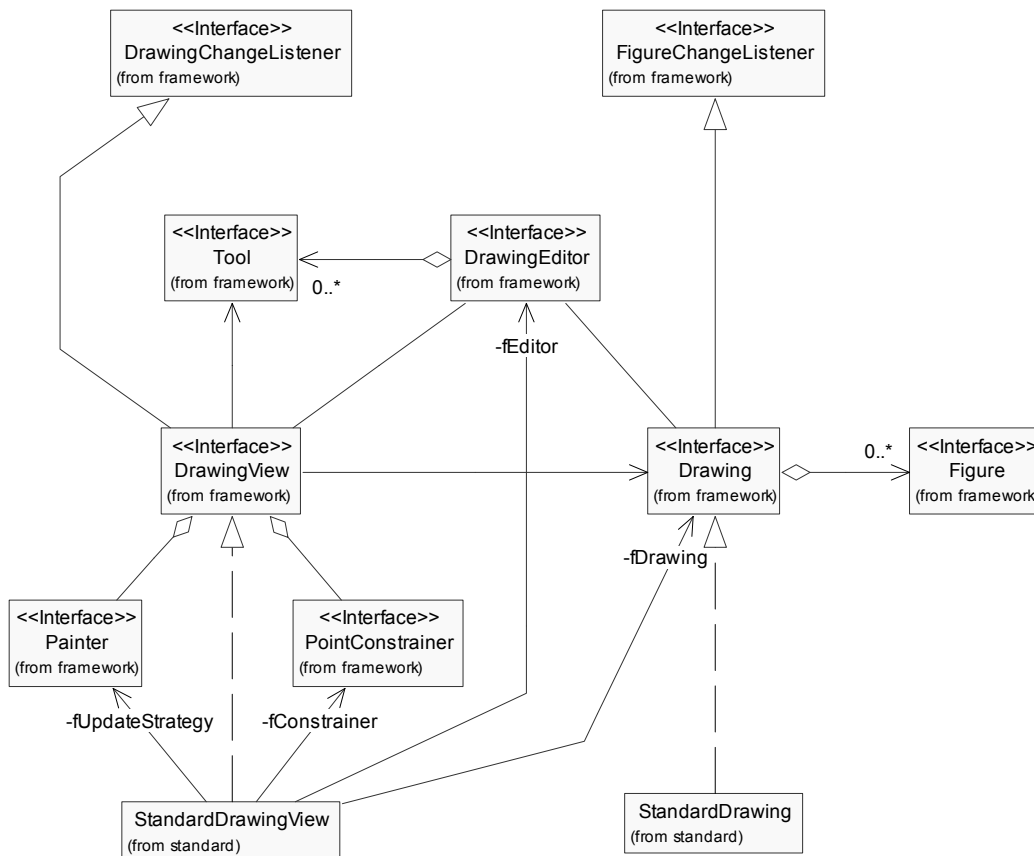 <<Interface>>
DrawingChangeListener
(from framework)
<<Interface>>
FigureChangeListener
(from framework)
<<Interface>>
Tool
(from framework)
0..*
<<Interface>>
DrawingEditor
(from framework)
-fEditor
<<Interface>>
DrawingView
(from framework)
<<Interface>>
Drawing
(from framework)
0..*
<<Interface>>
Figure
(from framework)
-fDrawing
<<Interface>>
Painter
(from framework)
<<Interface>>
PointConstrainer
(from framework)
-fUpdateStrategy
-fConstrainer
StandardDrawingView
(from standard)
StandardDrawing
(from standard)